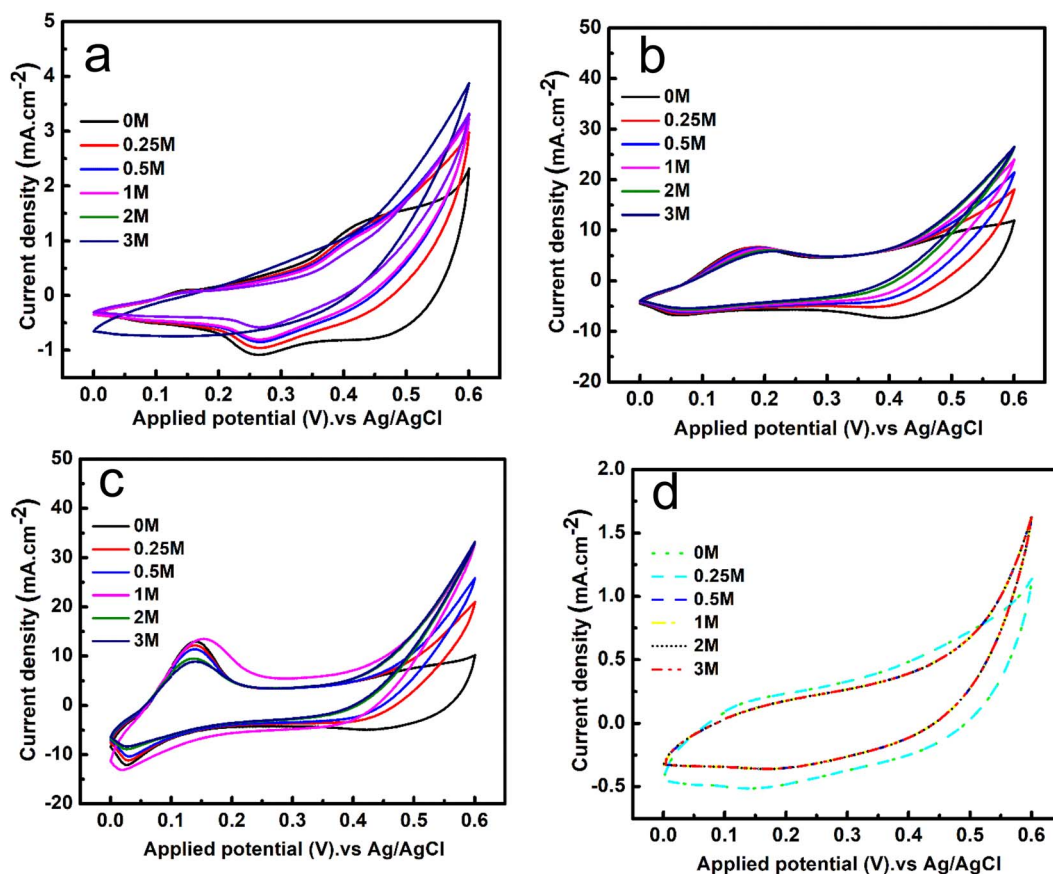 a
0M
0.25M
0.5M
1M
2M
3M
Current density (mA.cm-2)
5
4
3
2
1
0
-1
0.0 0.1 0.2 0.3 0.4 0.5 0.6
Applied potential (V).vs Ag/AgCl
b
0M
0.25M
0.5M
1M
2M
3M
Current density (mA.cm-2)
50
40
30
20
10
0
-10
-20
0.0 0.1 0.2 0.3 0.4 0.5 0.6
Applied potential (V).vs Ag/AgCl
c
0M
0.25M
0.5M
1M
2M
3M
Current density (mA.cm-2)
50
40
30
20
10
0
-10
-20
0.0 0.1 0.2 0.3 0.4 0.5 0.6
Applied potential (V).vs Ag/AgCl
d
0M
0.25M
0.5M
1M
2M
3M
Current density (mA.cm-2)
2.0
1.5
1.0
0.5
0.0
-0.5
0.0 0.1 0.2 0.3 0.4 0.5 0.6
Applied potential (V).vs Ag/AgCl